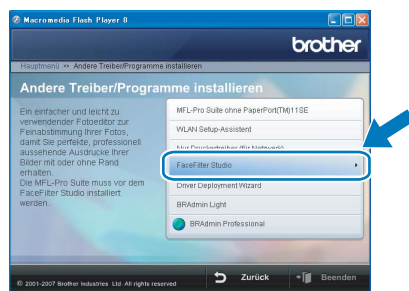 Macromedia Flash Player 8
brother
Hauptmenü >> Andere Treiber/Programme installieren
Andere Treiber/Programme installieren
Ein einfacher und leicht zu
verwendender Fotoeditor zur
Feinabstimmung Ihrer Fotos,
damit Sie perfekte, professionell
aussehende Ausdrucke Ihrer
Bilder mit oder ohne Rand
erhalten.
Die MFL-Pro Suite muss vor dem
FaceFilter Studio installiert
werden.
MFL-Pro Suite ohne PaperPort(TM)11SE
WLAN Setup-Assistent
Nur Druckertreiber (für Netzwerk)
FaceFilter Studio
Driver Deployment Wizard
BRAdmin Light
BRAdmin Professional
© 2001-2007 Brother Industries Ltd. All rights reserved
Zurück
Beenden